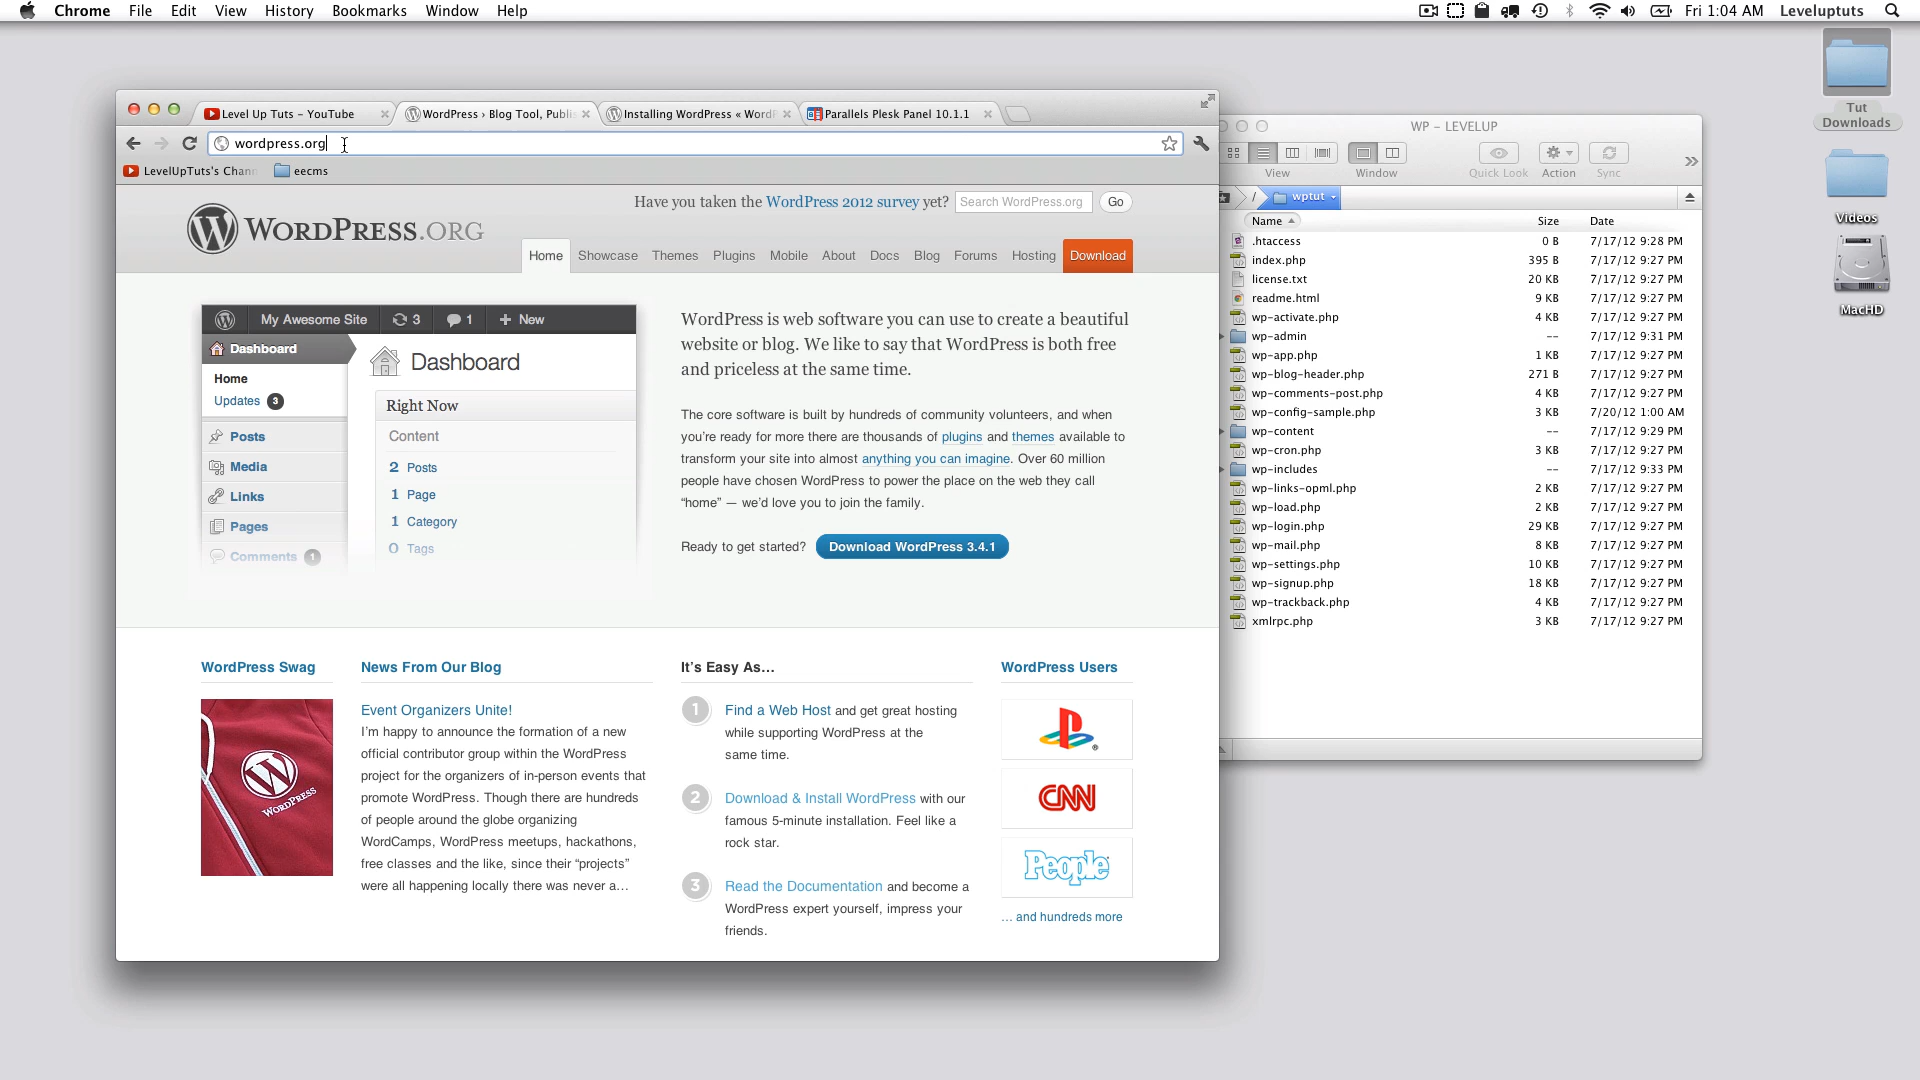 Chrome File Edit View History Bookmarks Window Help
Fri 1:04 AM Leveluptuts
Tut
Downloads
Videos
MacHD
Level Up Tuts – YouTube
WordPress › Blog Tool, Publi
Installing WordPress « Word
Parallels Plesk Panel 10.1.1
wordpress.org
LevelUpTuts's Chann
eecms
Have you taken the WordPress 2012 survey yet? Search WordPress.org Go
WORDPRESS.ORG
Home Showcase Themes Plugins Mobile About Docs Blog Forums Hosting Download
My Awesome Site 3 1 + New
Dashboard
Home
Updates 3
Posts
Media
Links
Pages
Comments 1
Dashboard
Right Now
Content
2 Posts
1 Page
1 Category
0 Tags
WordPress is web software you can use to create a beautiful
website or blog. We like to say that WordPress is both free
and priceless at the same time.
The core software is built by hundreds of community volunteers, and when
you’re ready for more there are thousands of plugins and themes available to
transform your site into almost anything you can imagine. Over 60 million
people have chosen WordPress to power the place on the web they call
“home” — we’d love you to join the family.
Ready to get started? Download WordPress 3.4.1
WordPress Swag
WORDPRESS
News From Our Blog
Event Organizers Unite!
I’m happy to announce the formation of a new
official contributor group within the WordPress
project for the organizers of in-person events that
promote WordPress. Though there are hundreds
of people around the globe organizing
WordCamps, WordPress meetups, hackathons,
free classes and the like, since their “projects”
were all happening locally there was never a…
It’s Easy As…
1 Find a Web Host and get great hosting
while supporting WordPress at the
same time.
2 Download & Install WordPress with our
famous 5-minute installation. Feel like a
rock star.
3 Read the Documentation and become a
WordPress expert yourself, impress your
friends.
WordPress Users
CNN
People
… and hundreds more
WP – LEVELUP
View Window Quick Look Action Sync
/ wptut
Name Size Date
.htaccess 0 B 7/17/12 9:28 PM
index.php 395 B 7/17/12 9:27 PM
license.txt 20 KB 7/17/12 9:27 PM
readme.html 9 KB 7/17/12 9:27 PM
wp-activate.php 4 KB 7/17/12 9:27 PM
wp-admin -- 7/17/12 9:31 PM
wp-app.php 1 KB 7/17/12 9:27 PM
wp-blog-header.php 271 B 7/17/12 9:27 PM
wp-comments-post.php 4 KB 7/17/12 9:27 PM
wp-config-sample.php 3 KB 7/20/12 1:00 AM
wp-content -- 7/17/12 9:29 PM
wp-cron.php 3 KB 7/17/12 9:27 PM
wp-includes -- 7/17/12 9:33 PM
wp-links-opml.php 2 KB 7/17/12 9:27 PM
wp-load.php 2 KB 7/17/12 9:27 PM
wp-login.php 29 KB 7/17/12 9:27 PM
wp-mail.php 8 KB 7/17/12 9:27 PM
wp-settings.php 10 KB 7/17/12 9:27 PM
wp-signup.php 18 KB 7/17/12 9:27 PM
wp-trackback.php 4 KB 7/17/12 9:27 PM
xmlrpc.php 3 KB 7/17/12 9:27 PM